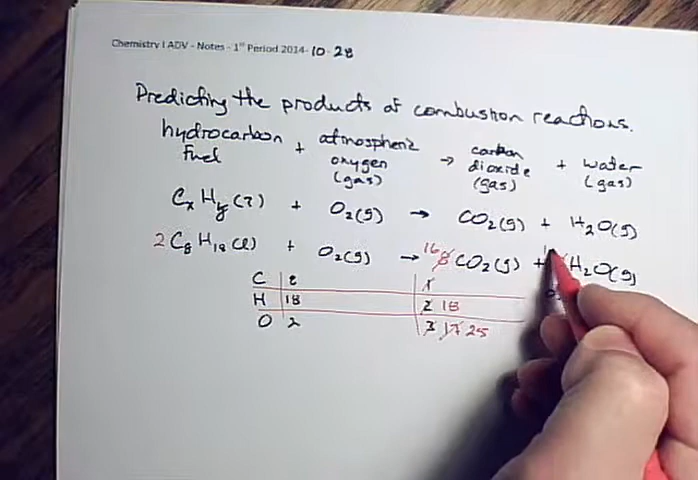 Chemistry I ADV - Notes - 1st Period 2014- 10-28
Predicting the products of combustion reactions.
hydrocarbon fuel + atmospheric oxygen (gas) → carbon dioxide (gas) + water (gas)
CxHy(?) + O2(g) → CO2(g) + H2O(g)
2 C8H18(l) + O2(g) → 16 8 CO2(g) + H2O(g)
C 8 1
H 18 2 18
O 2 3 17 25